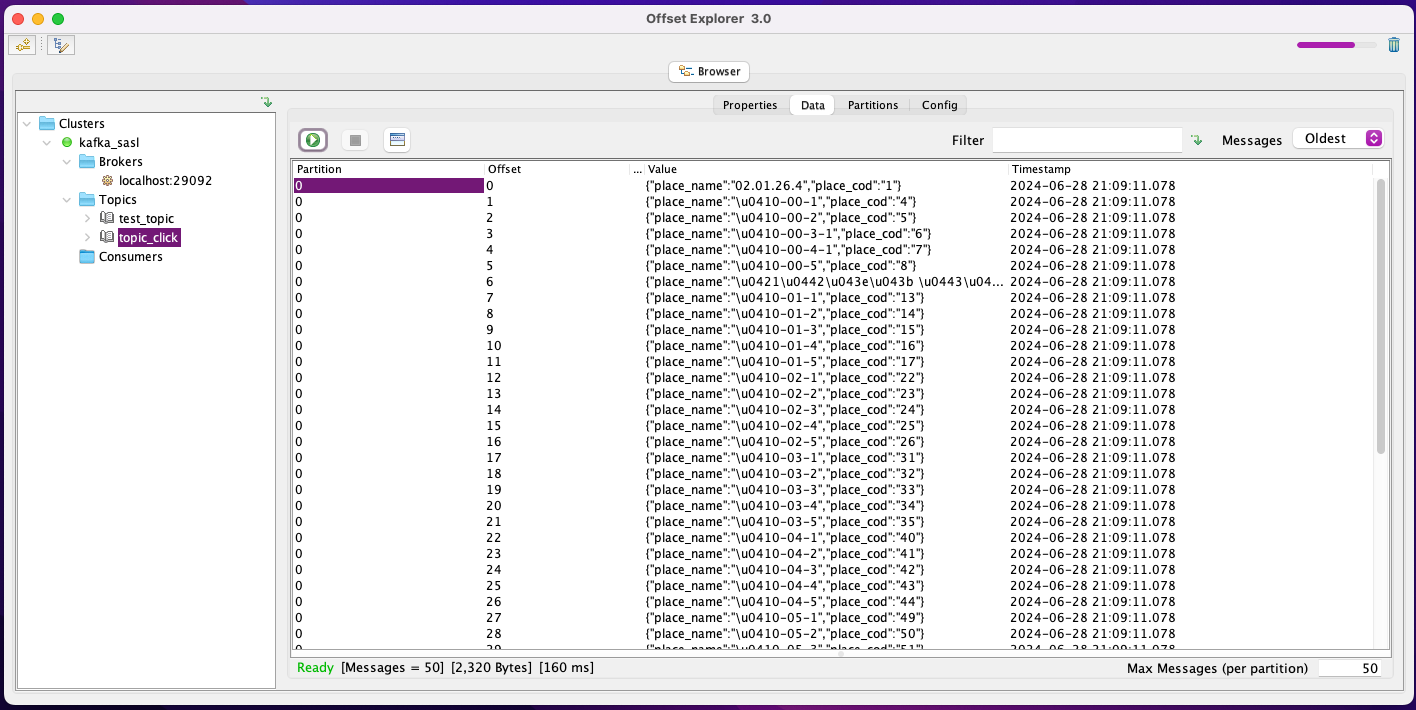 Offset Explorer 3.0
Browser
Clusters
kafka_sasl
Brokers
localhost:29092
Topics
test_topic
topic_click
Consumers
Properties Data Partitions Config
Filter Messages Oldest
Partition Offset ... Value Timestamp
0 0 {"place_name":"02.01.26.4","place_cod":"1"} 2024-06-28 21:09:11.078
0 1 {"place_name":"\u0410-00-1","place_cod":"4"} 2024-06-28 21:09:11.078
0 2 {"place_name":"\u0410-00-2","place_cod":"5"} 2024-06-28 21:09:11.078
0 3 {"place_name":"\u0410-00-3-1","place_cod":"6"} 2024-06-28 21:09:11.078
0 4 {"place_name":"\u0410-00-4-1","place_cod":"7"} 2024-06-28 21:09:11.078
0 5 {"place_name":"\u0410-00-5","place_cod":"8"} 2024-06-28 21:09:11.078
0 6 {"place_name":"\u0421\u0442\u043e\u043b \u0443\u04... 2024-06-28 21:09:11.078
0 7 {"place_name":"\u0410-01-1","place_cod":"13"} 2024-06-28 21:09:11.078
0 8 {"place_name":"\u0410-01-2","place_cod":"14"} 2024-06-28 21:09:11.078
0 9 {"place_name":"\u0410-01-3","place_cod":"15"} 2024-06-28 21:09:11.078
0 10 {"place_name":"\u0410-01-4","place_cod":"16"} 2024-06-28 21:09:11.078
0 11 {"place_name":"\u0410-01-5","place_cod":"17"} 2024-06-28 21:09:11.078
0 12 {"place_name":"\u0410-02-1","place_cod":"22"} 2024-06-28 21:09:11.078
0 13 {"place_name":"\u0410-02-2","place_cod":"23"} 2024-06-28 21:09:11.078
0 14 {"place_name":"\u0410-02-3","place_cod":"24"} 2024-06-28 21:09:11.078
0 15 {"place_name":"\u0410-02-4","place_cod":"25"} 2024-06-28 21:09:11.078
0 16 {"place_name":"\u0410-02-5","place_cod":"26"} 2024-06-28 21:09:11.078
0 17 {"place_name":"\u0410-03-1","place_cod":"31"} 2024-06-28 21:09:11.078
0 18 {"place_name":"\u0410-03-2","place_cod":"32"} 2024-06-28 21:09:11.078
0 19 {"place_name":"\u0410-03-3","place_cod":"33"} 2024-06-28 21:09:11.078
0 20 {"place_name":"\u0410-03-4","place_cod":"34"} 2024-06-28 21:09:11.078
0 21 {"place_name":"\u0410-03-5","place_cod":"35"} 2024-06-28 21:09:11.078
0 22 {"place_name":"\u0410-04-1","place_cod":"40"} 2024-06-28 21:09:11.078
0 23 {"place_name":"\u0410-04-2","place_cod":"41"} 2024-06-28 21:09:11.078
0 24 {"place_name":"\u0410-04-3","place_cod":"42"} 2024-06-28 21:09:11.078
0 25 {"place_name":"\u0410-04-4","place_cod":"43"} 2024-06-28 21:09:11.078
0 26 {"place_name":"\u0410-04-5","place_cod":"44"} 2024-06-28 21:09:11.078
0 27 {"place_name":"\u0410-05-1","place_cod":"49"} 2024-06-28 21:09:11.078
0 28 {"place_name":"\u0410-05-2","place_cod":"50"} 2024-06-28 21:09:11.078
0 29 {"place_name":"\u0410-05-3","place_cod":"51"} 2024-06-28 21:09:11.078
Ready [Messages = 50] [2,320 Bytes] [160 ms] Max Messages (per partition) 50